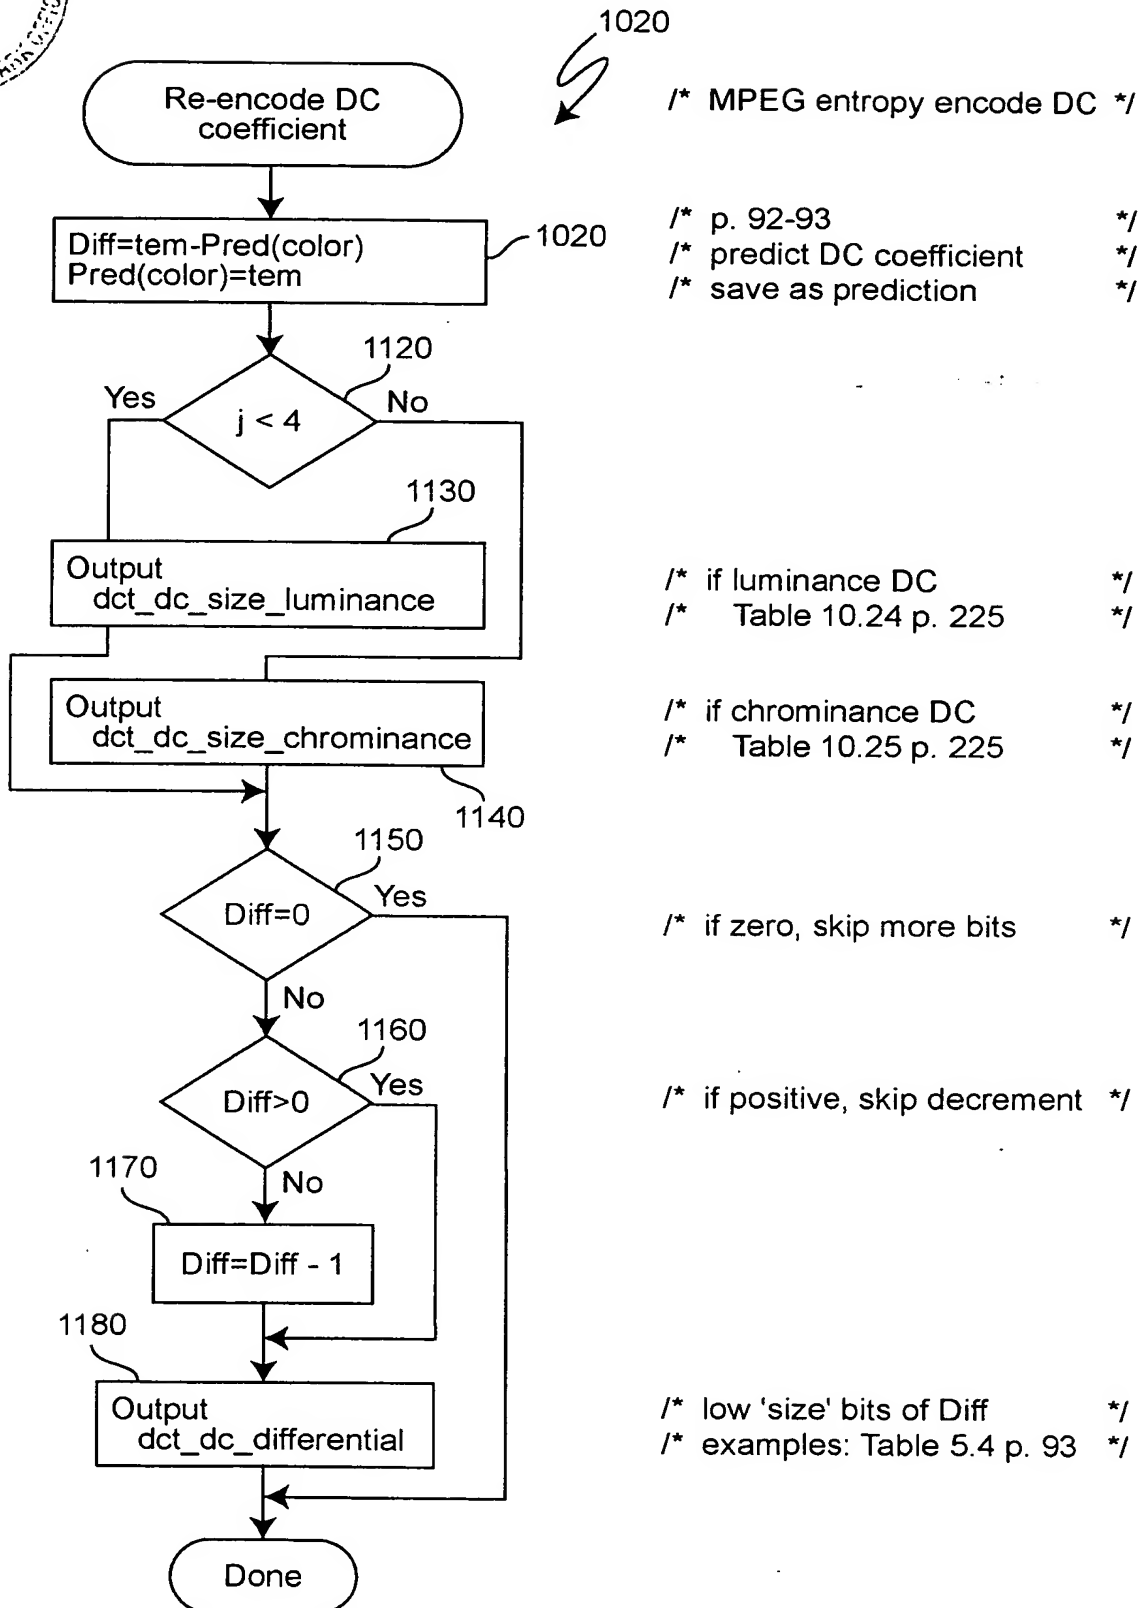 1020
Re-encode DC
coefficient
/* MPEG entropy encode DC */
Diff=tem-Pred(color)
Pred(color)=tem
1020
/* p. 92-93 */
/* predict DC coefficient */
/* save as prediction */
1120
Yes
No
j < 4
1130
Output
dct_dc_size_luminance
/* if luminance DC */
/* Table 10.24 p. 225 */
Output
dct_dc_size_chrominance
/* if chrominance DC */
/* Table 10.25 p. 225 */
1140
1150
Diff=0
Yes
/* if zero, skip more bits */
No
1160
Diff>0
Yes
/* if positive, skip decrement */
1170
No
Diff=Diff - 1
1180
Output
dct_dc_differential
/* low 'size' bits of Diff */
/* examples: Table 5.4 p. 93 */
Done